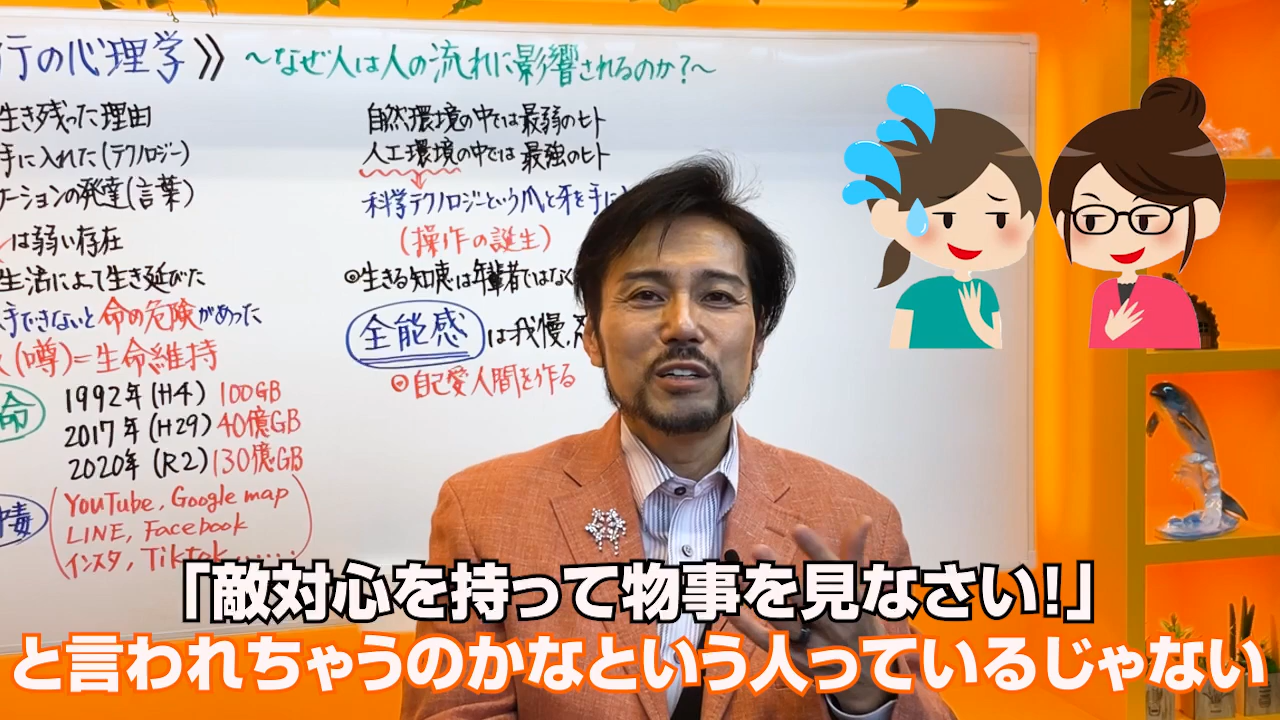 行の心理学》 ～なぜ人は人の流れに影響されるのか?～
生き残った理由
手に入れた(テクノロジー)
ケーションの発達(言葉)
は弱い存在
生活によって生き延びた
手できないと命の危険があった
(噂)=生命維持
命
1992年(H4) 100GB
2017年(H29) 40億GB
2020年(R2) 130億GB
YouTube, Google map
LINE, Facebook
インスタ, Tiktok......
自然環境の中では最弱のヒト
人工環境の中では最強のヒト
科学テクノロジーという爪と牙を手に
(操作の誕生)
◎生きる知恵は年輩者ではなく
全能感は我慢,
◎自己愛人間を作る
「敵対心を持って物事を見なさい!」
と言われちゃうのかなという人っているじゃない